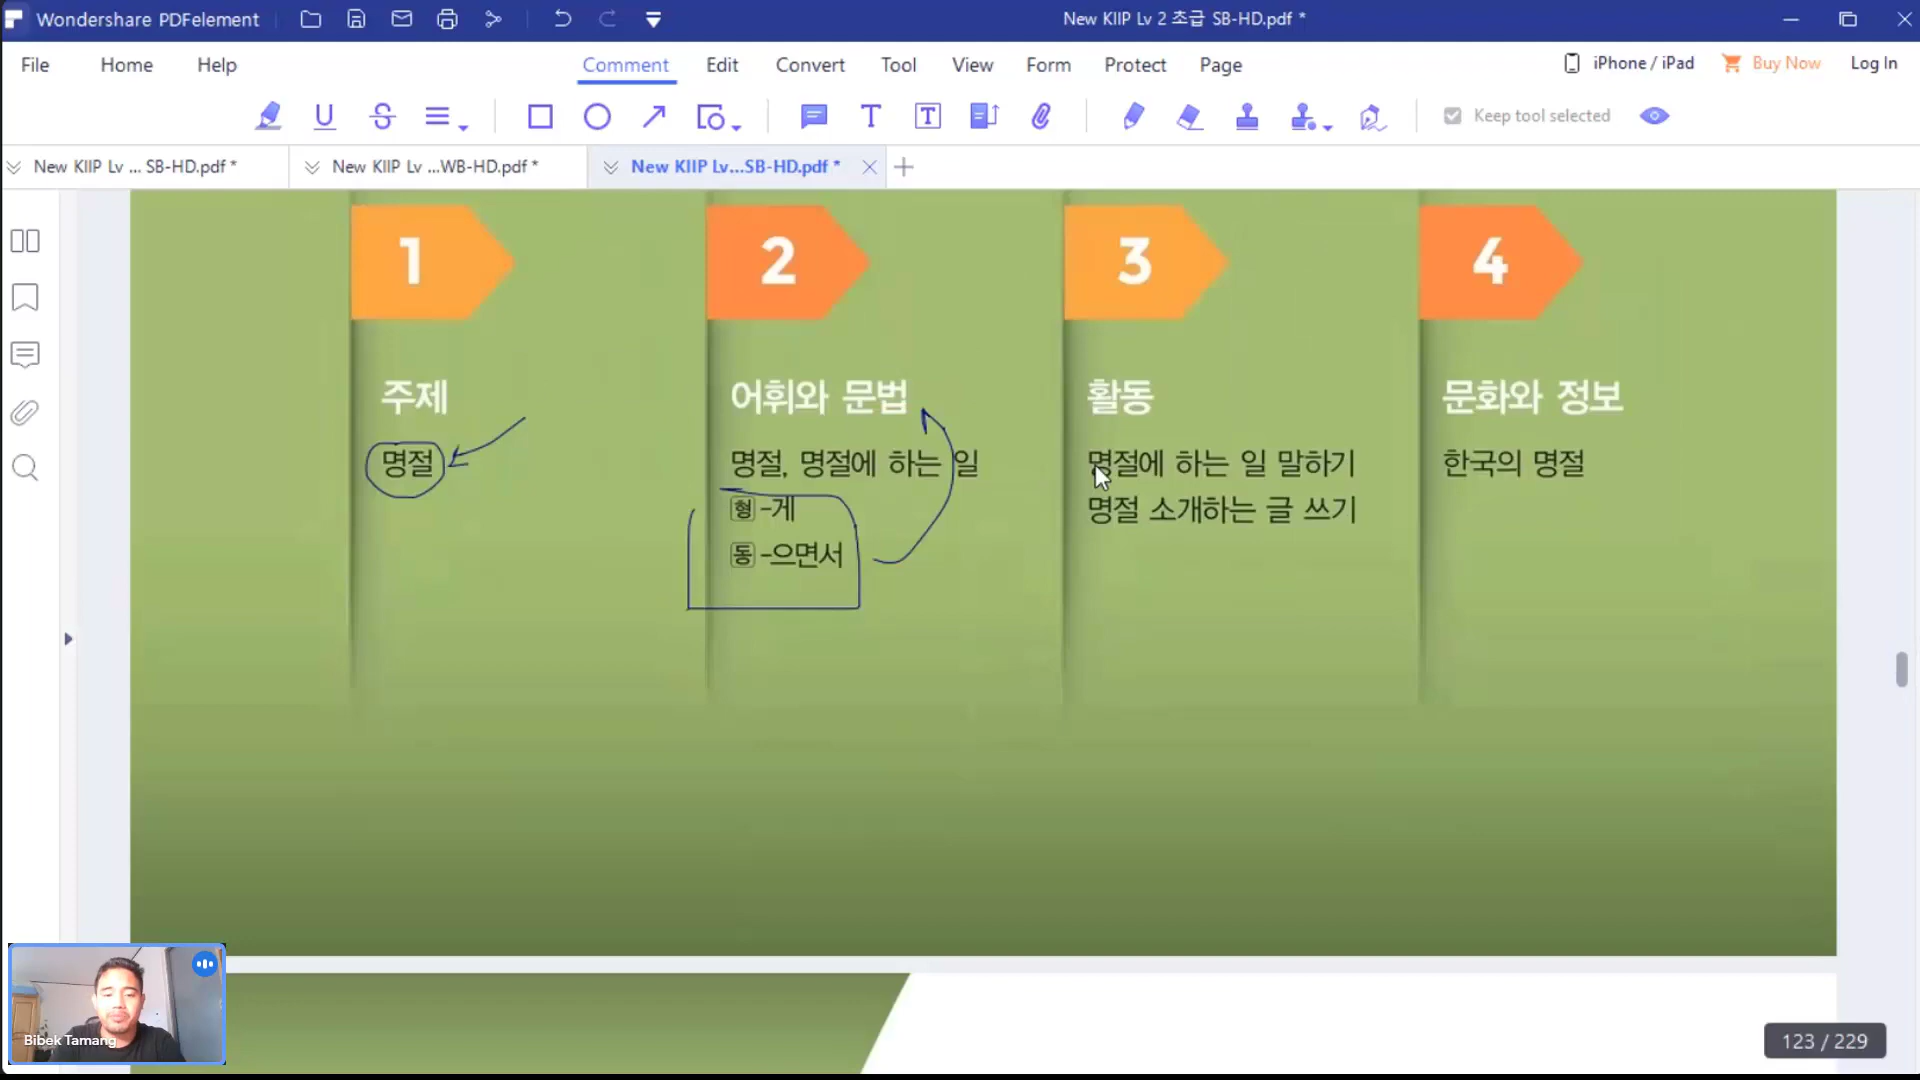 Wondershare PDFelement
New KIIP Lv 2 초급 SB-HD.pdf *
File Home Help Comment Edit Convert Tool View Form Protect Page iPhone / iPad Buy Now Log In
Keep tool selected
New KIIP Lv ... SB-HD.pdf * New KIIP Lv ...WB-HD.pdf * New KIIP Lv...SB-HD.pdf *
1
주제
명절
2
어휘와 문법
명절, 명절에 하는 일
형 -게
동 -으면서
3
활동
명절에 하는 일 말하기
명절 소개하는 글 쓰기
4
문화와 정보
한국의 명절
Bibek Tamang
123 / 229